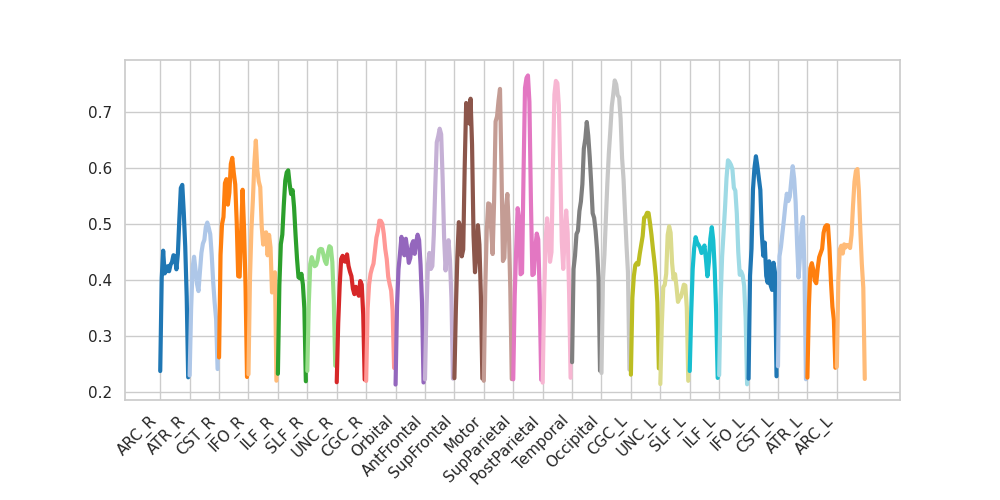 0.7
0.6
0.5
0.4
0.3
0.2
ARC_R
ATR_R
CST_R
IFO_R
ILF_R
SLF_R
UNC_R
CGC_R
Orbital
AntFrontal
SupFrontal
Motor
SupParietal
PostParietal
Temporal
Occipital
CGC_L
UNC_L
SLF_L
ILF_L
IFO_L
CST_L
ATR_L
ARC_L